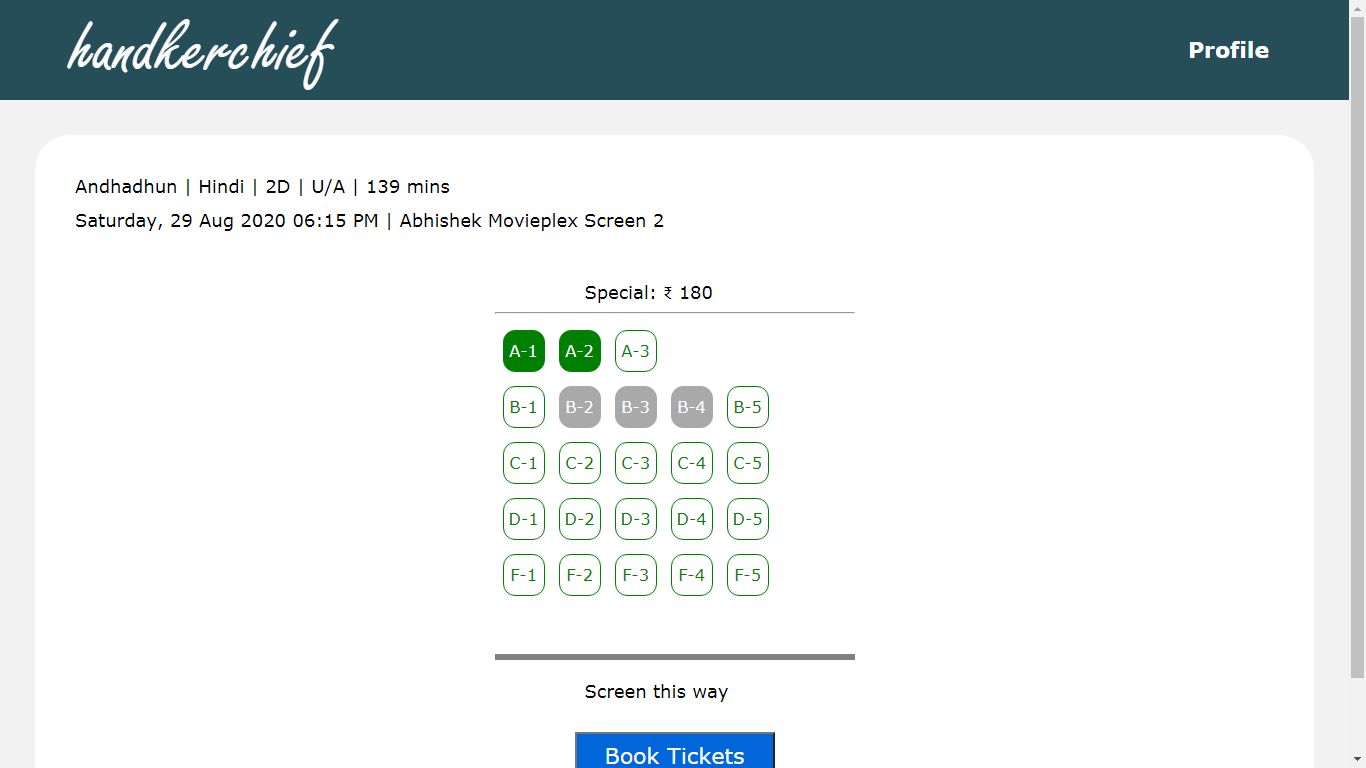 handkerchief
Profile
Andhadhun | Hindi | 2D | U/A | 139 mins
Saturday, 29 Aug 2020 06:15 PM | Abhishek Movieplex Screen 2
Special: ₹ 180
A-1 A-2 A-3
B-1 B-2 B-3 B-4 B-5
C-1 C-2 C-3 C-4 C-5
D-1 D-2 D-3 D-4 D-5
F-1 F-2 F-3 F-4 F-5
Screen this way
Book Tickets